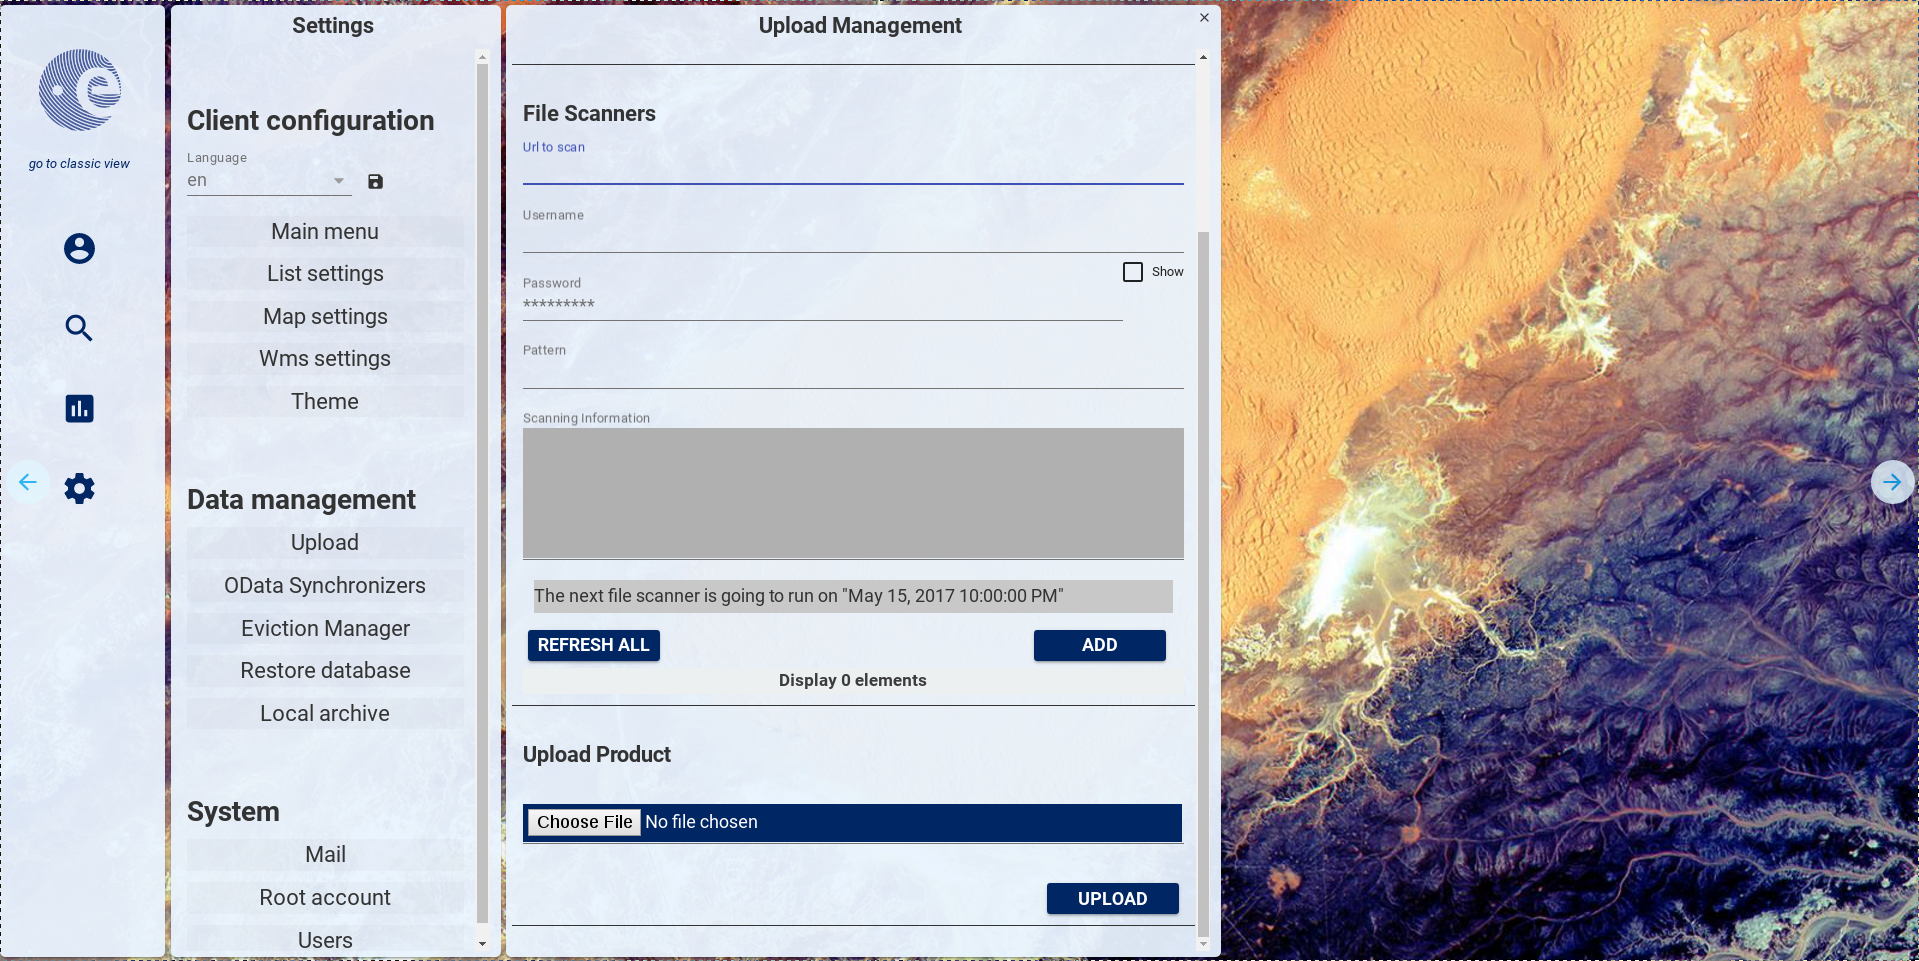 go to classic view
Settings
Client configuration
Language
en
Main menu
List settings
Map settings
Wms settings
Theme
Data management
Upload
OData Synchronizers
Eviction Manager
Restore database
Local archive
System
Mail
Root account
Users
Upload Management
File Scanners
Url to scan
Username
Password
*********
Show
Pattern
Scanning Information
The next file scanner is going to run on "May 15, 2017 10:00:00 PM"
REFRESH ALL
ADD
Display 0 elements
Upload Product
Choose File No file chosen
UPLOAD